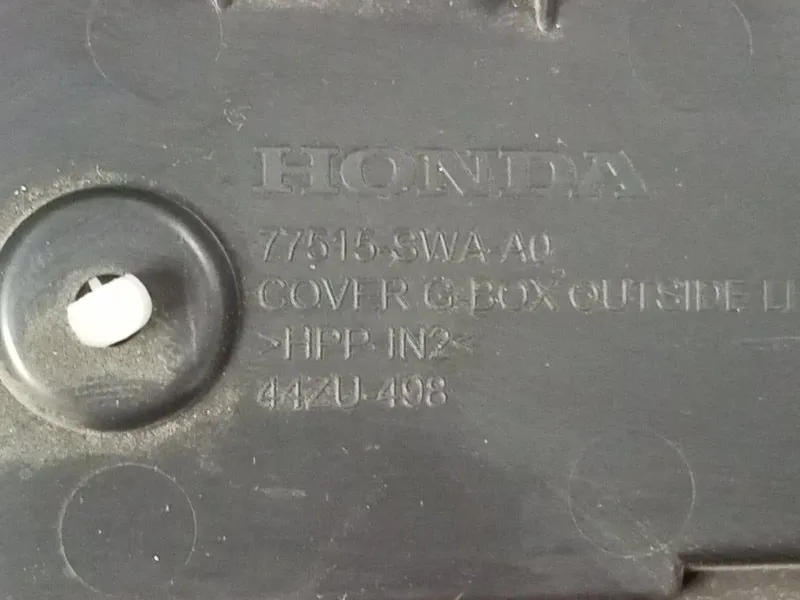 HONDA
77515-SWA-A0
COVER G-BOX OUTSIDE
>HPP-IN2<
44ZU-498